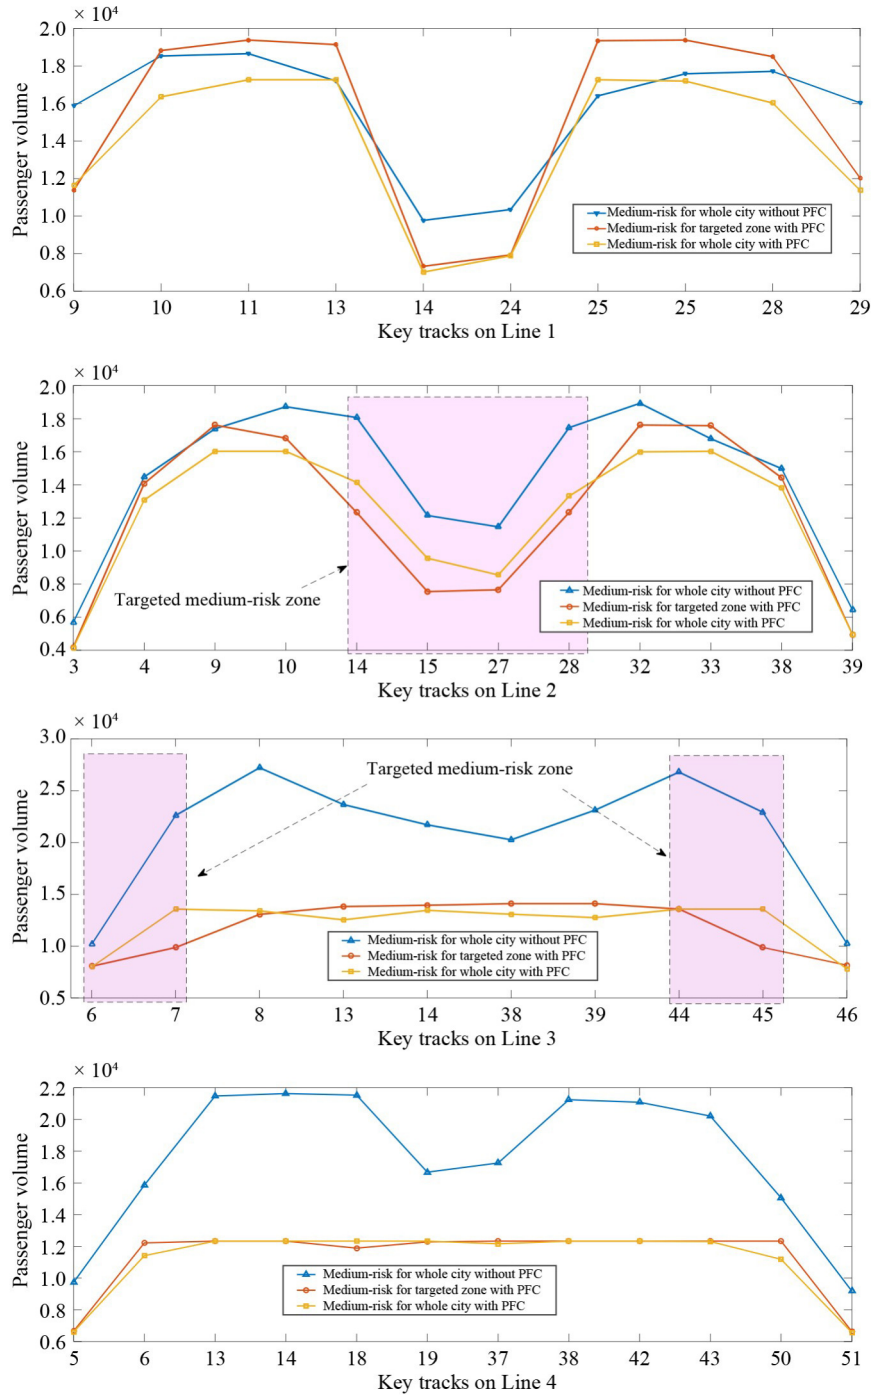 × 10⁴
2.0
1.8
1.6
1.4
1.2
1.0
0.8
0.6
Passenger volume
Medium-risk for whole city without PFC
Medium-risk for targeted zone with PFC
Medium-risk for whole city with PFC
9 10 11 13 14 24 25 25 28 29
Key tracks on Line 1
× 10⁴
2.0
1.8
1.6
1.4
1.0
1.0
0.8
0.6
0.4
Passenger volume
Targeted medium-risk zone
Medium-risk for whole city without PFC
Medium-risk for targeted zone with PFC
Medium-risk for whole city with PFC
3 4 9 10 14 15 27 28 32 33 38 39
Key tracks on Line 2
× 10⁴
3.0
2.5
2.0
1.5
1.0
0.5
Passenger volume
Targeted medium-risk zone
Medium-risk for whole city without PFC
Medium-risk for targeted zone with PFC
Medium-risk for whole city with PFC
6 7 8 13 14 38 39 44 45 46
Key tracks on Line 3
× 10⁴
2.2
2.0
1.8
1.6
1.4
1.2
1.0
0.8
0.6
Passenger volume
Medium-risk for whole city without PFC
Medium-risk for targeted zone with PFC
Medium-risk for whole city with PFC
5 6 13 14 18 19 37 38 42 43 50 51
Key tracks on Line 4